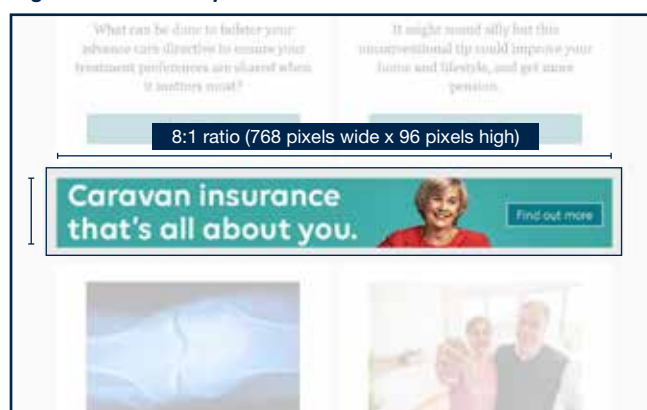 What can be done to bolster your
advance care directive to ensure your
treatment preferences are shared when
it matters most?
It might sound silly but this
unconventional tip could improve your
home and lifestyle, and get more
pension.
8:1 ratio (768 pixels wide x 96 pixels high)
Caravan insurance
that's all about you.
Find out more